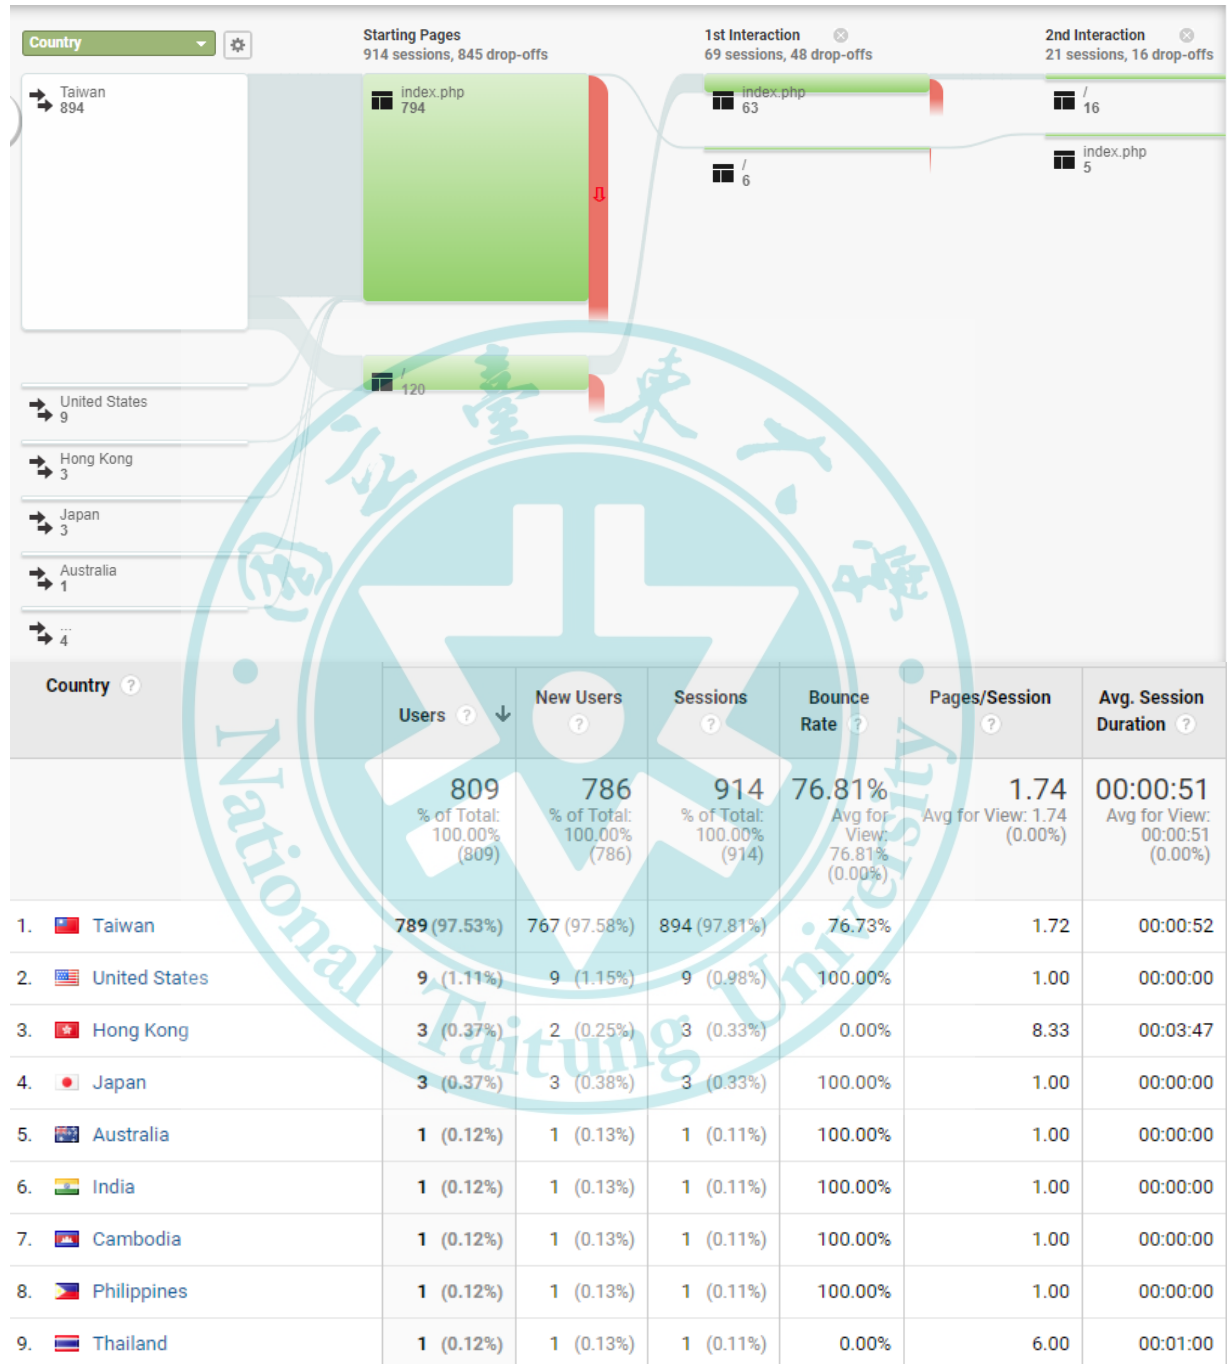 Country
Starting Pages
914 sessions, 845 drop-offs
1st Interaction
69 sessions, 48 drop-offs
2nd Interaction
21 sessions, 16 drop-offs
Taiwan
894
index.php
794
index.php
63
/
16
/
6
index.php
5
/
120
United States
9
Hong Kong
3
Japan
3
Australia
1
...
4
國立臺東大學
National Taitung University
Country ? Users ? New Users ? Sessions ? Bounce Rate ? Pages/Session ? Avg. Session Duration ?
809 786 914 76.81% 1.74 00:00:51
% of Total: 100.00% (809) % of Total: 100.00% (786) % of Total: 100.00% (914) Avg for View: 76.81% (0.00%) Avg for View: 1.74 (0.00%) Avg for View: 00:00:51 (0.00%)
1. Taiwan 789 (97.53%) 767 (97.58%) 894 (97.81%) 76.73% 1.72 00:00:52
2. United States 9 (1.11%) 9 (1.15%) 9 (0.98%) 100.00% 1.00 00:00:00
3. Hong Kong 3 (0.37%) 2 (0.25%) 3 (0.33%) 0.00% 8.33 00:03:47
4. Japan 3 (0.37%) 3 (0.38%) 3 (0.33%) 100.00% 1.00 00:00:00
5. Australia 1 (0.12%) 1 (0.13%) 1 (0.11%) 100.00% 1.00 00:00:00
6. India 1 (0.12%) 1 (0.13%) 1 (0.11%) 100.00% 1.00 00:00:00
7. Cambodia 1 (0.12%) 1 (0.13%) 1 (0.11%) 100.00% 1.00 00:00:00
8. Philippines 1 (0.12%) 1 (0.13%) 1 (0.11%) 100.00% 1.00 00:00:00
9. Thailand 1 (0.12%) 1 (0.13%) 1 (0.11%) 0.00% 6.00 00:01:00